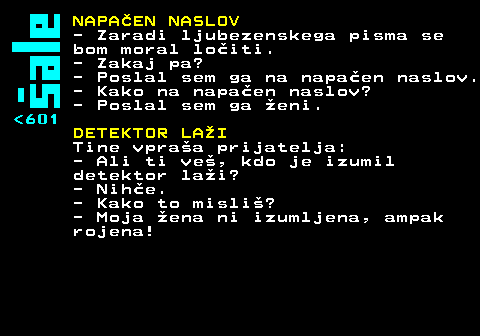 šale
<601
NAPAČEN NASLOV
- Zaradi ljubezenskega pisma se
bom moral ločiti.
- Zakaj pa?
- Poslal sem ga na napačen naslov.
- Kako na napačen naslov?
- Poslal sem ga ženi.
DETEKTOR LAŽI
Tine vpraša prijatelja:
- Ali ti veš, kdo je izumil
detektor laži?
- Nihče.
- Kako to misliš?
- Moja žena ni izumljena, ampak
rojena!